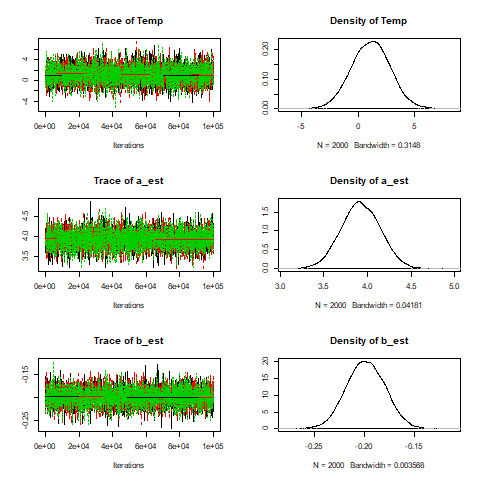 Trace of Temp
4
2
0
-4
0e+00 2e+04 4e+04 6e+04 8e+04 1e+05
Iterations
Density of Temp
0.20
0.10
0.00
-5 0 5
N = 2000 Bandwidth = 0.3148
Trace of a_est
4.5
4.0
3.5
0e+00 2e+04 4e+04 6e+04 8e+04 1e+05
Iterations
Density of a_est
1.5
1.0
0.5
0.0
3.0 3.5 4.0 4.5 5.0
N = 2000 Bandwidth = 0.04181
Trace of b_est
-0.15
-0.25
0e+00 2e+04 4e+04 6e+04 8e+04 1e+05
Iterations
Density of b_est
20
15
10
5
0
-0.25 -0.20 -0.15
N = 2000 Bandwidth = 0.003568